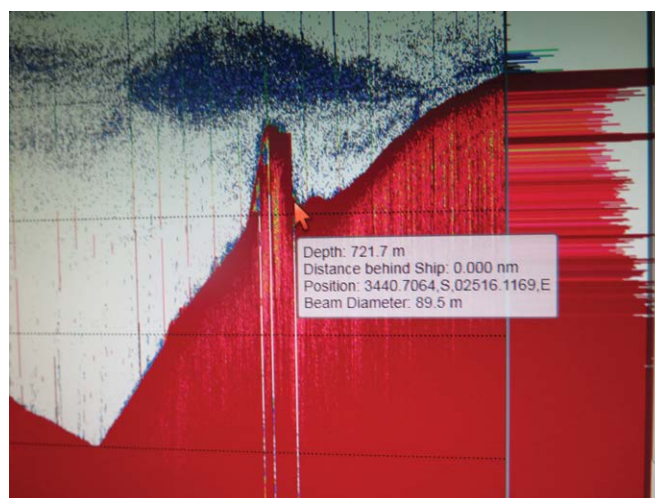 Depth: 721.7 m
Distance behind Ship: 0.000 nm
Position: 3440.7064,S,02516.1169,E
Beam Diameter: 89.5 m